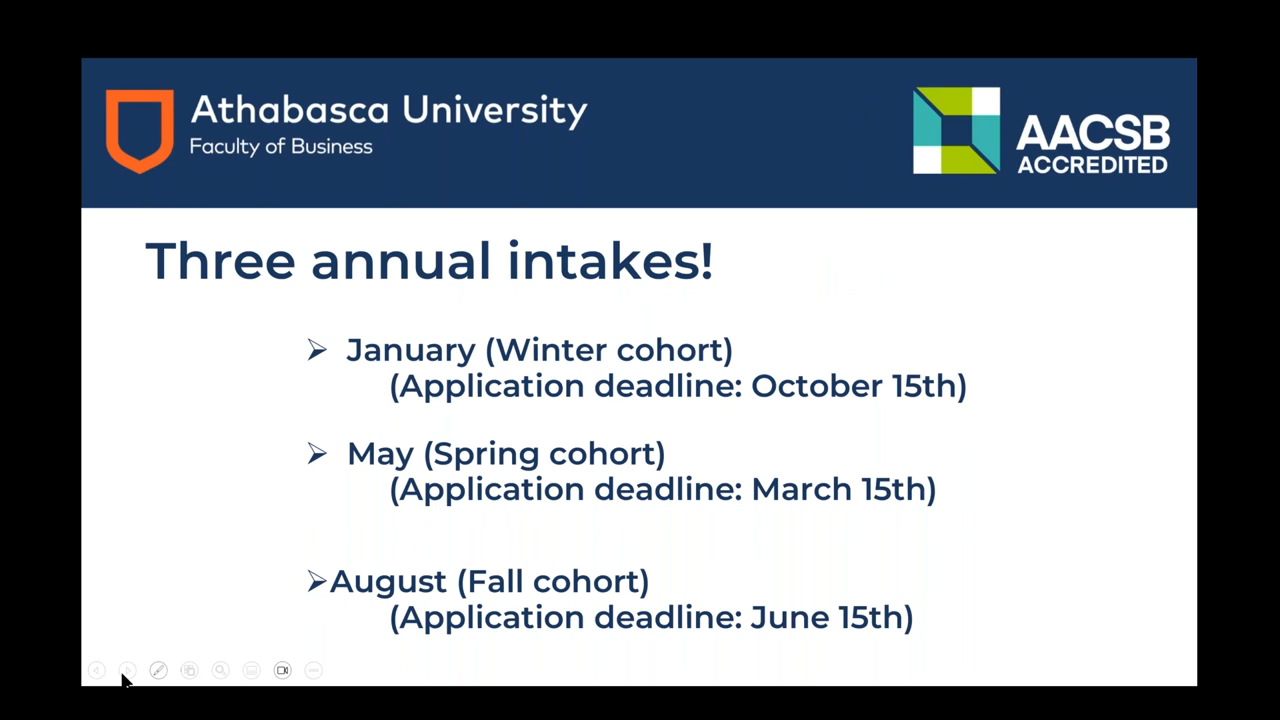 Athabasca University
Faculty of Business
AACSB
ACCREDITED
Three annual intakes!
➢ January (Winter cohort)
(Application deadline: October 15th)
➢ May (Spring cohort)
(Application deadline: March 15th)
➢August (Fall cohort)
(Application deadline: June 15th)